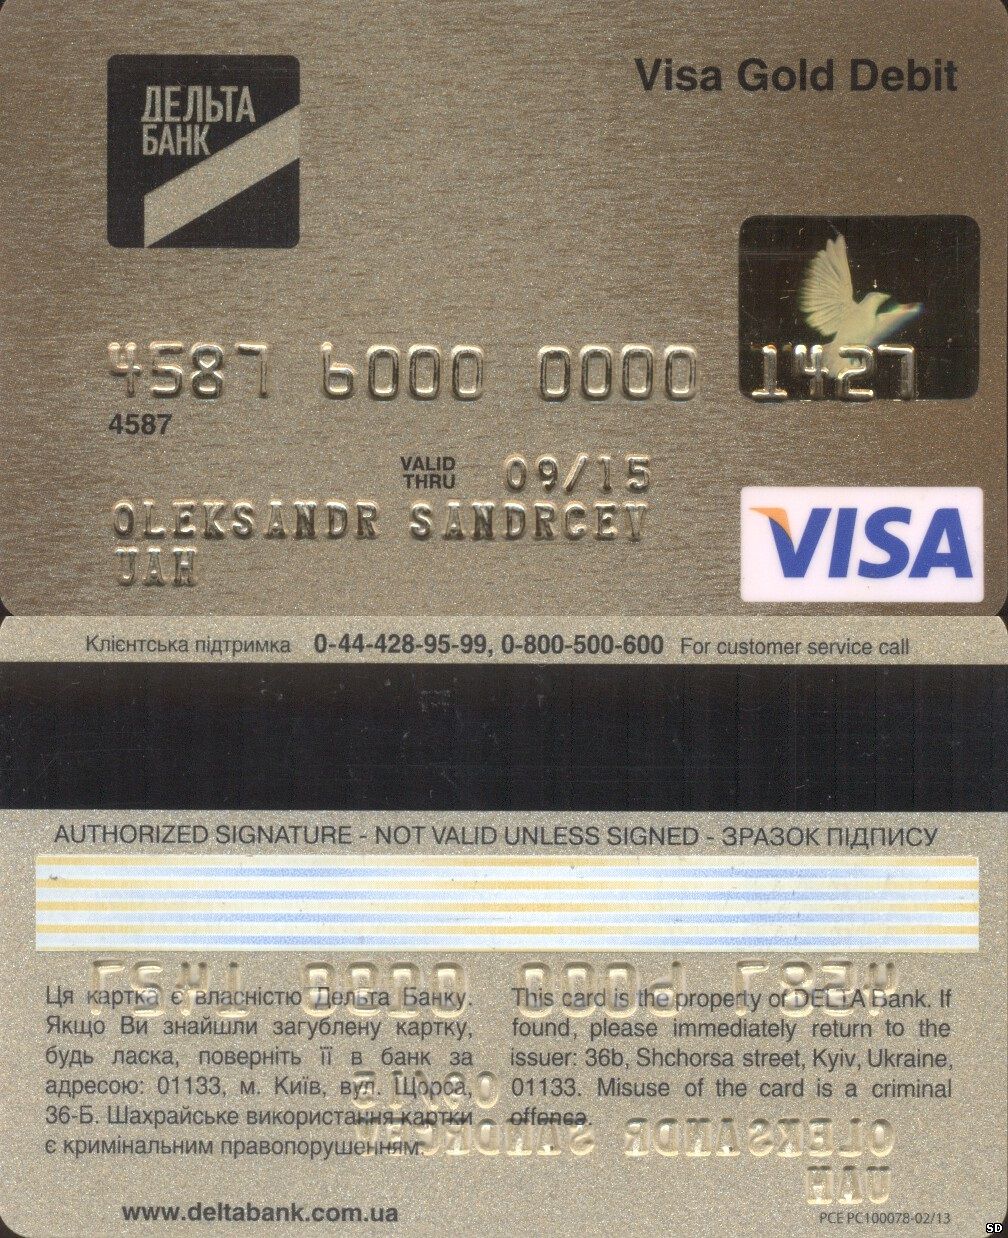 ДЕЛЬТА
БАНК
Visa Gold Debit
4587 6000 0000 1427
4587
VALID THRU 09/15
OLEKSANDR SANDRCEV
UAH
VISA
Клієнтська підтримка 0-44-428-95-99, 0-800-500-600 For customer service call
AUTHORIZED SIGNATURE - NOT VALID UNLESS SIGNED - ЗРАЗОК ПІДПИСУ
Ця картка є власністю Дельта Банку.
Якщо Ви знайшли загублену картку,
будь ласка, поверніть її в банк за
адресою: 01133, м. Київ, вул. Щорса,
36-Б. Шахрайське використання картки
є кримінальним правопорушенням.
This card is the property of DELTA Bank. If
found, please immediately return to the
issuer: 36b, Shchorsa street, Kyiv, Ukraine,
01133. Misuse of the card is a criminal
offense.
www.deltabank.com.ua
PCE PC100078-02/13
SD